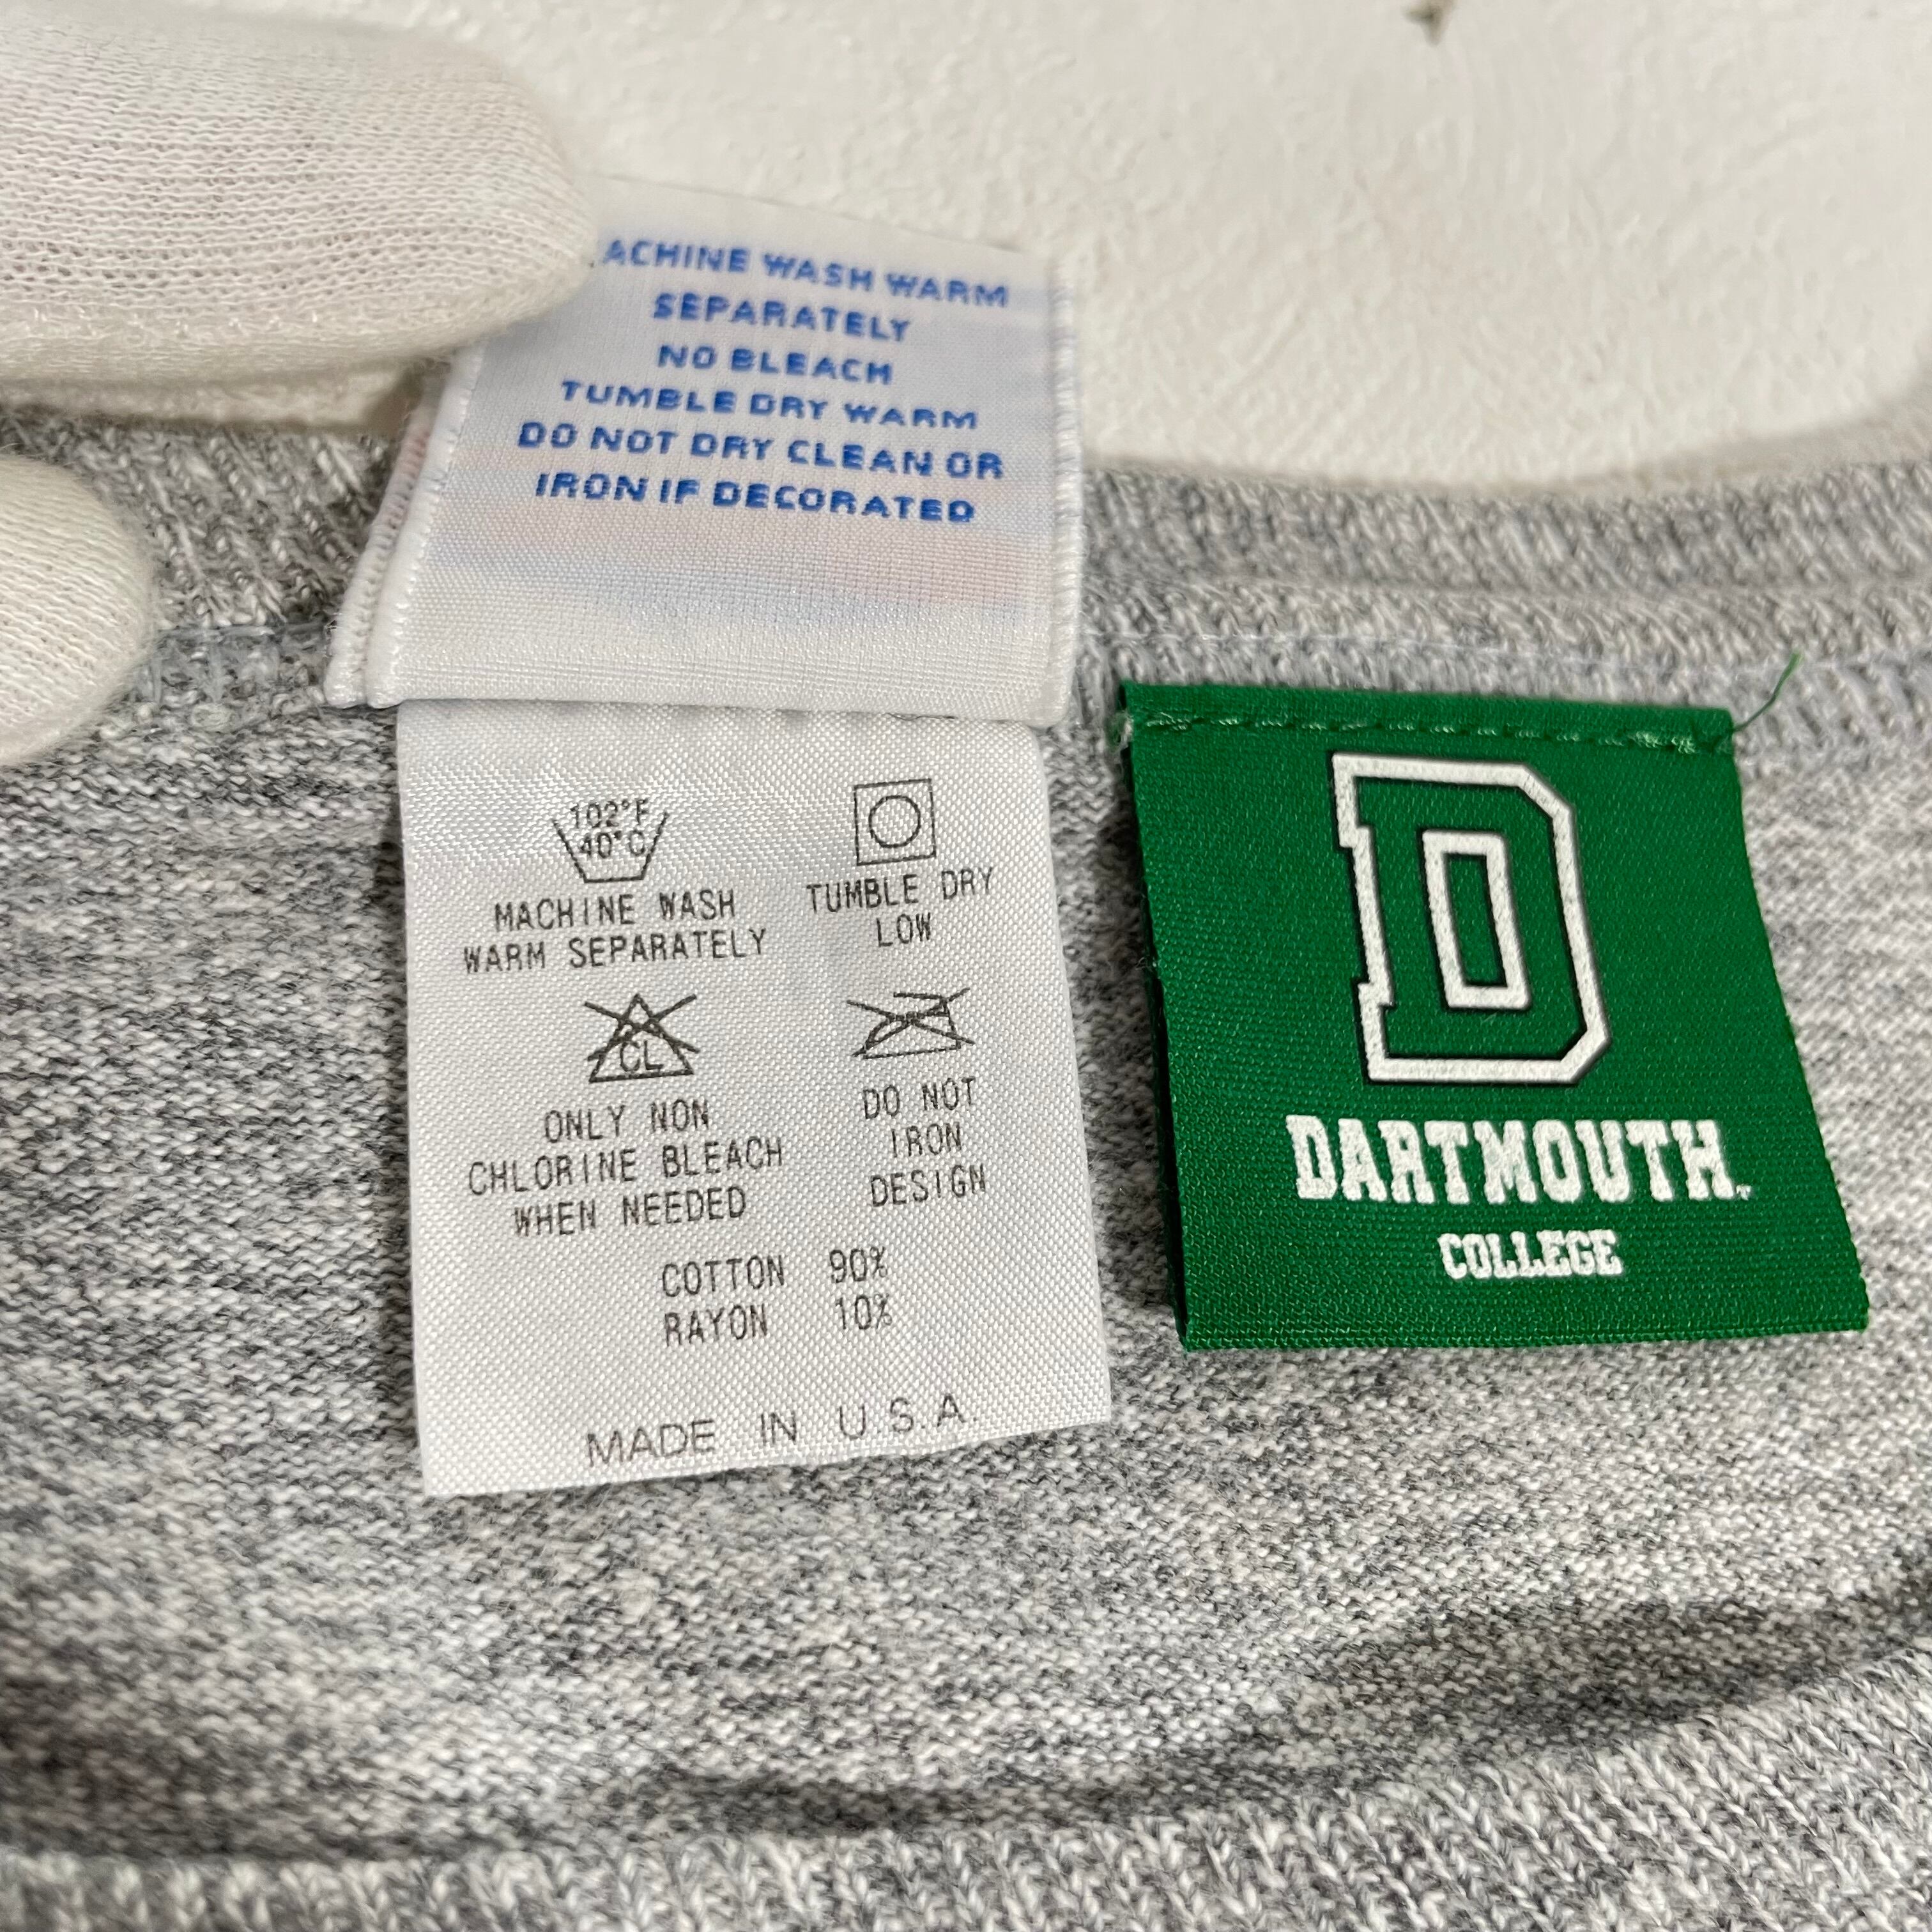 ACHINE WASH WARM
SEPARATELY
NO BLEACH
TUMBLE DRY WARM
DO NOT DRY CLEAN OR
IRON IF DECORATED
102°F
40°C
MACHINE WASH
WARM SEPARATELY
TUMBLE DRY
LOW
CL
ONLY NON
CHLORINE BLEACH
WHEN NEEDED
DO NOT
IRON
DESIGN
COTTON 90%
RAYON 10%
MADE IN U.S.A.
D
DARTMOUTH
COLLEGE